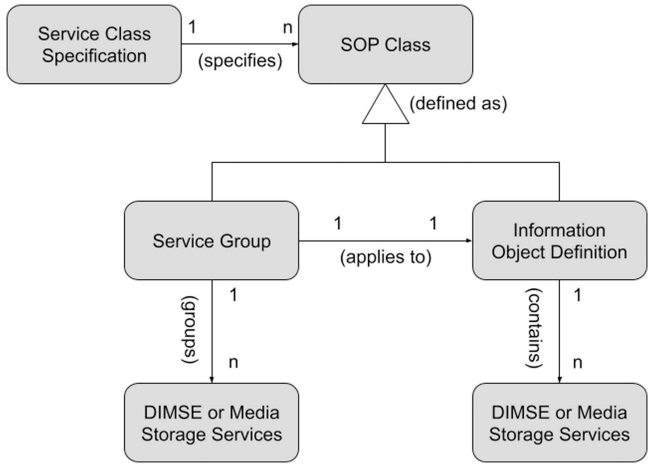 Service Class
Specification
1
n
(specifies)
SOP Class
(defined as)
Service Group
1
1
(applies to)
Information
Object Definition
(groups)
1
n
(contains)
1
n
DIMSE or Media
Storage Services
DIMSE or Media
Storage Services